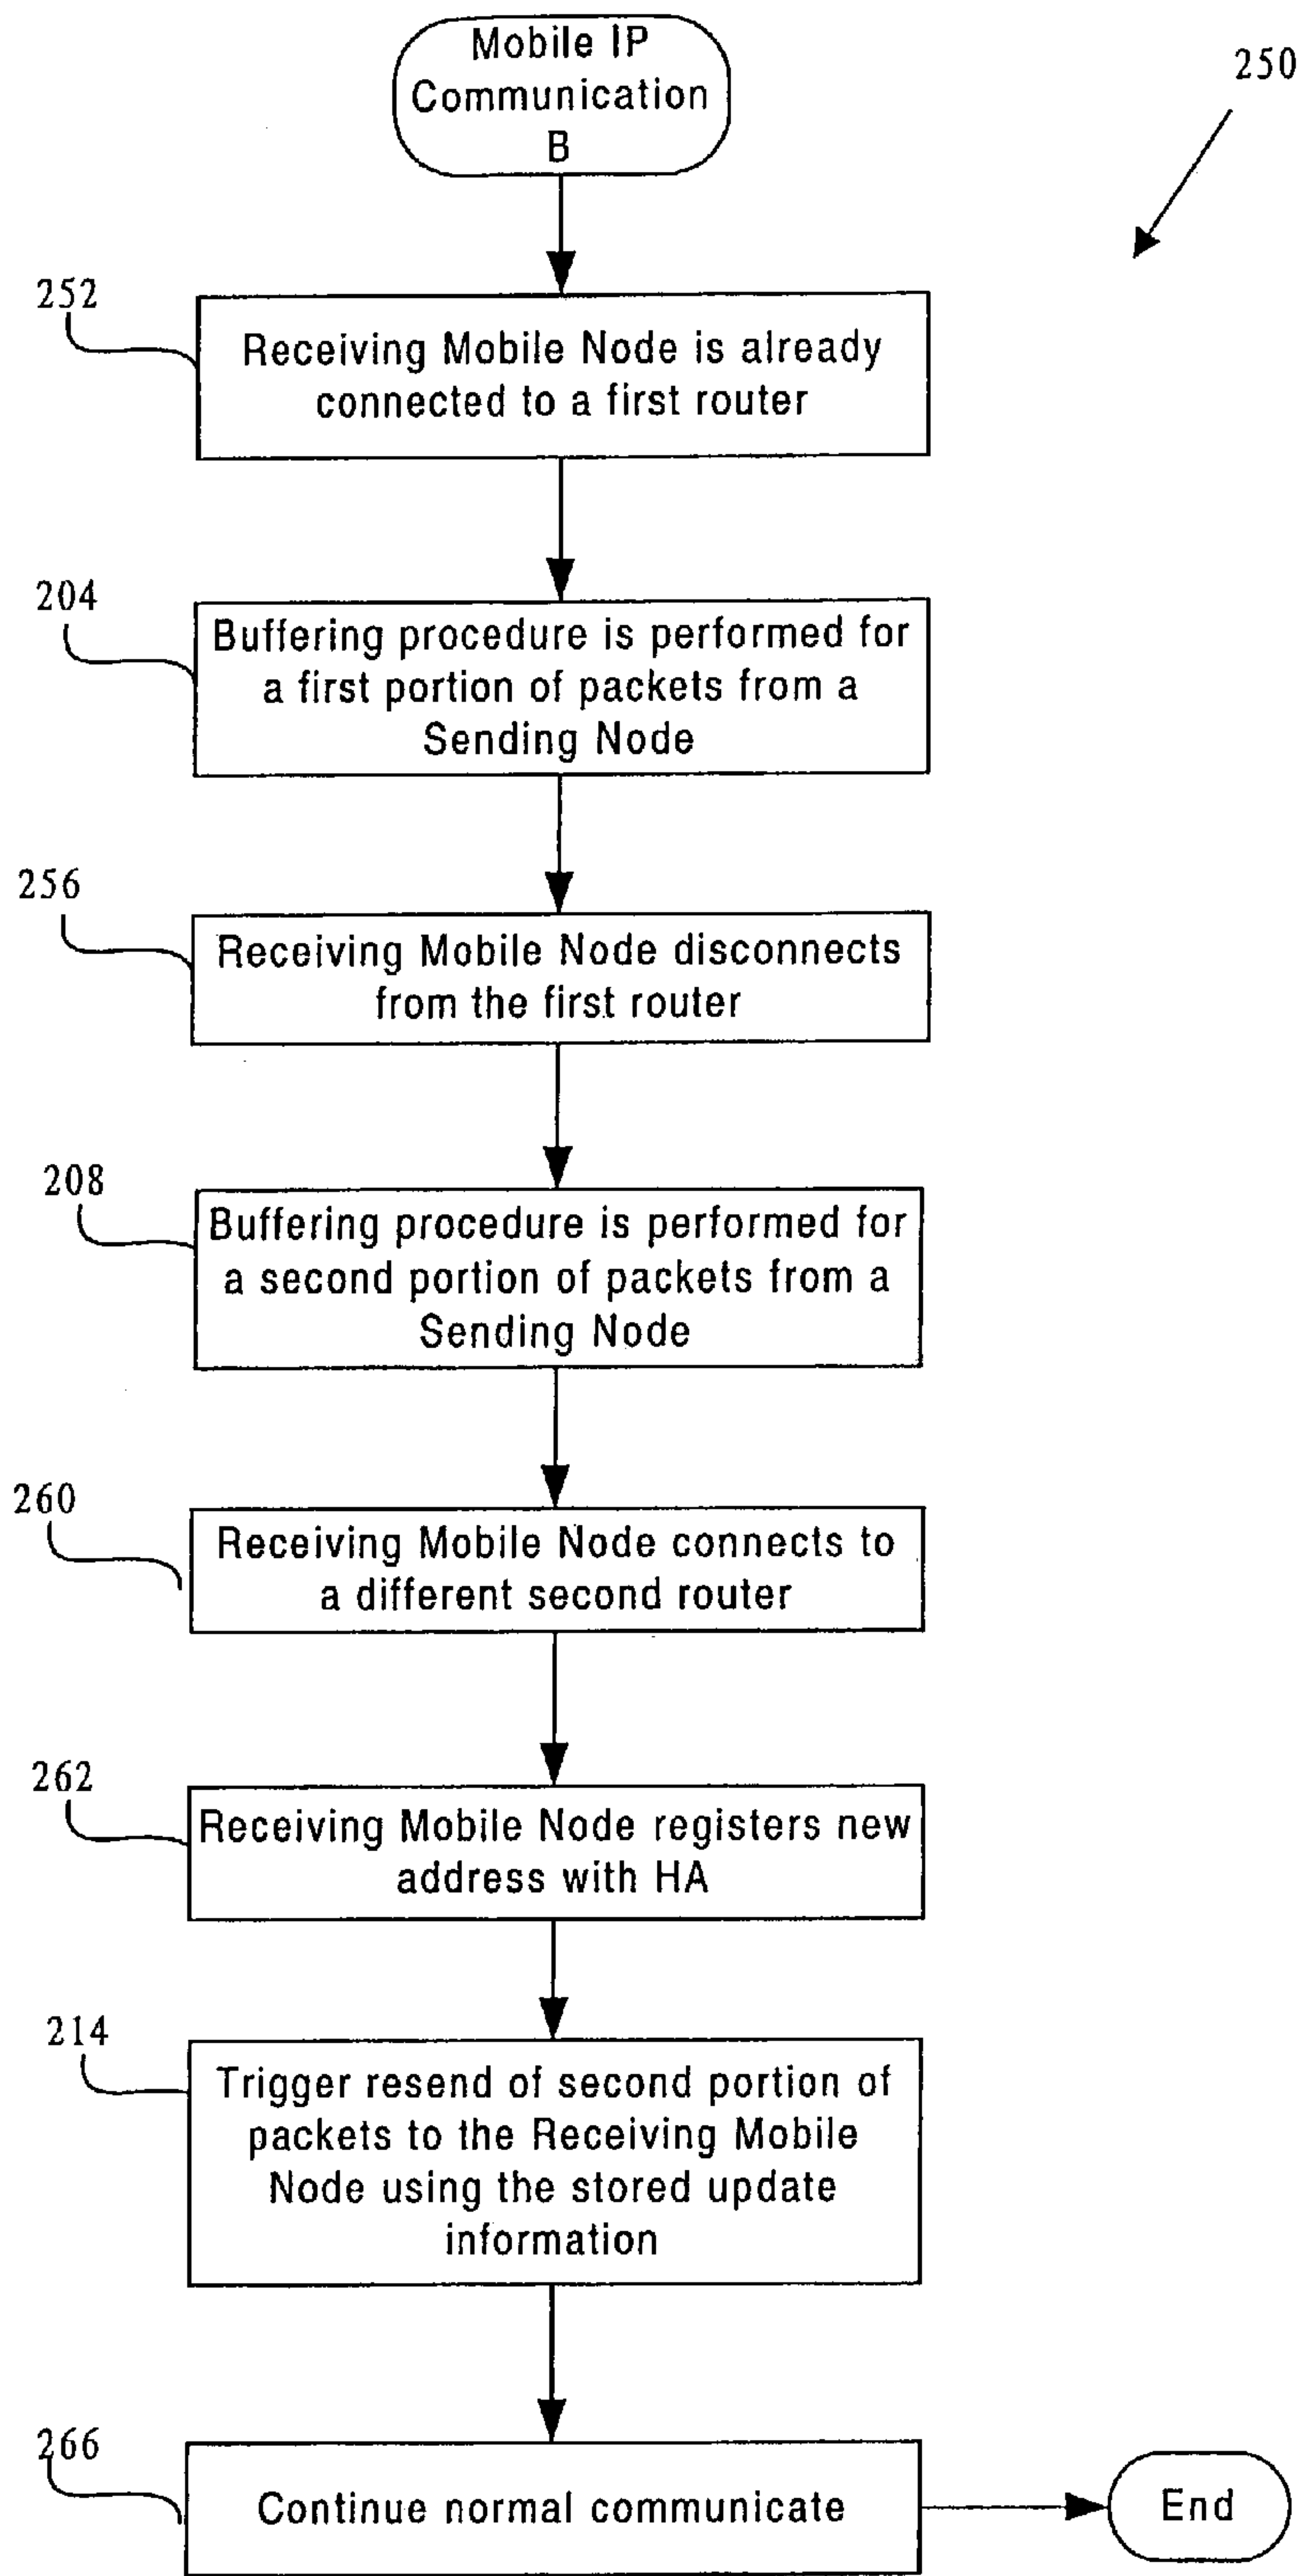 Mobile IP
Communication
B
250
252
Receiving Mobile Node is already
connected to a first router
204
Buffering procedure is performed for
a first portion of packets from a
Sending Node
256
Receiving Mobile Node disconnects
from the first router
208
Buffering procedure is performed for
a second portion of packets from a
Sending Node
260
Receiving Mobile Node connects to
a different second router
262
Receiving Mobile Node registers new
address with HA
214
Trigger resend of second portion of
packets to the Receiving Mobile
Node using the stored update
information
266
Continue normal communicate
End